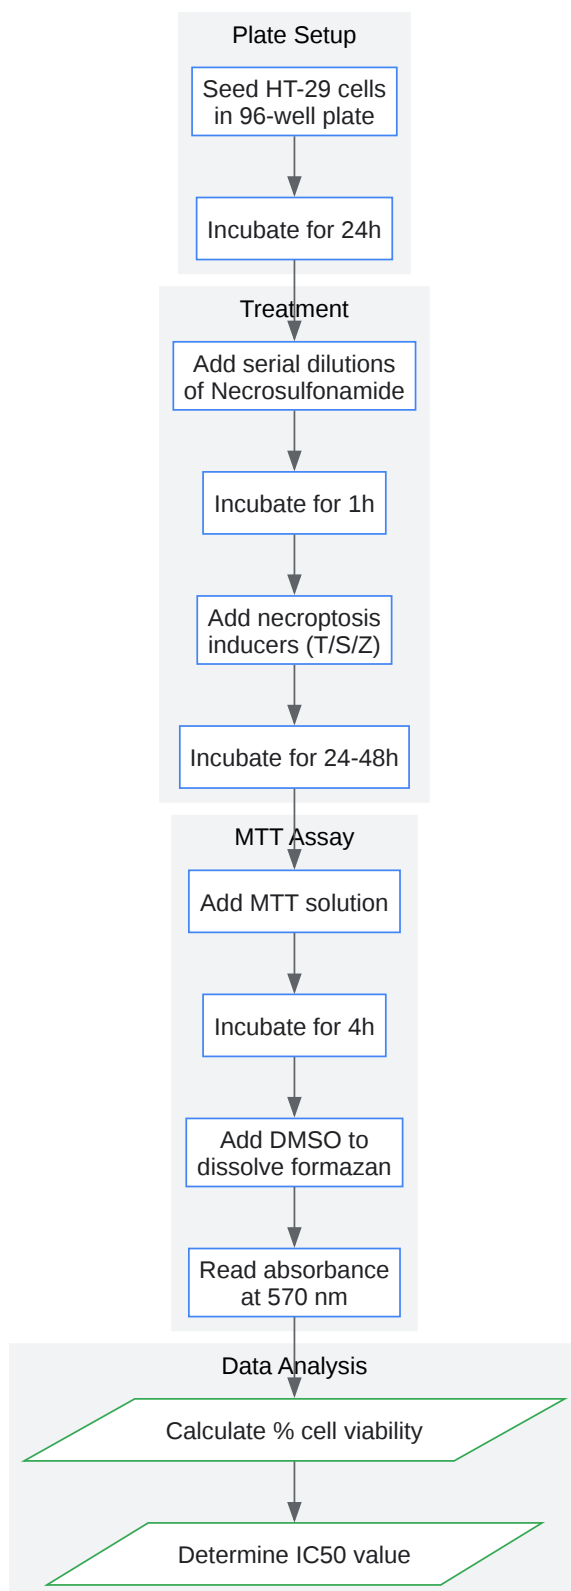 Plate Setup
Seed HT-29 cells
in 96-well plate
Incubate for 24h
Treatment
Add serial dilutions
of Necrosulfonamide
Incubate for 1h
Add necroptosis
inducers (T/S/Z)
Incubate for 24-48h
MTT Assay
Add MTT solution
Incubate for 4h
Add DMSO to
dissolve formazan
Read absorbance
at 570 nm
Data Analysis
Calculate % cell viability
Determine IC50 value